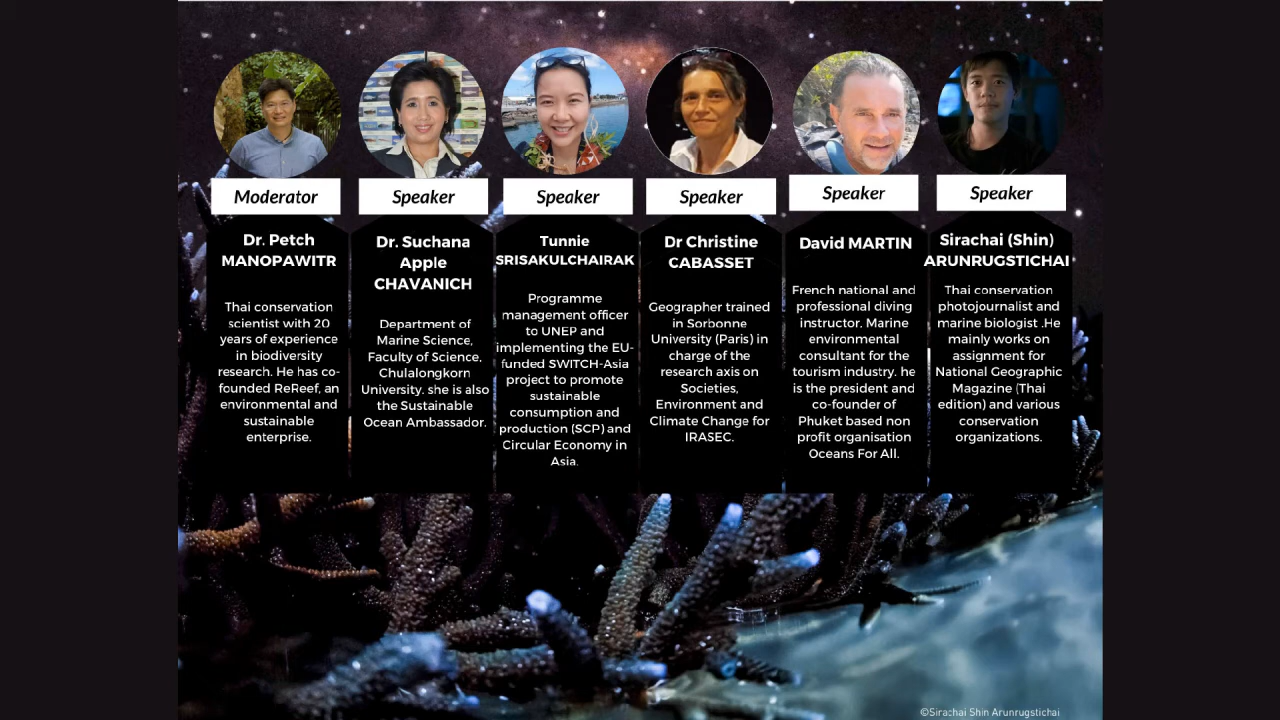 Moderator
Dr. Petch
MANOPAWITR
Thai conservation
scientist with 20
years of experience
in biodiversity
research. He has co-
founded ReReef, an
environmental and
sustainable
enterprise.
Speaker
Dr. Suchana
Apple
CHAVANICH
Department of
Marine Science,
Faculty of Science,
Chulalongkorn
University. she is also
the Sustainable
Ocean Ambassador.
Speaker
Tunnie
SRISAKULCHAIRAK
Programme
management officer
to UNEP and
implementing the EU-
funded SWITCH-Asia
project to promote
sustainable
consumption and
production (SCP) and
Circular Economy in
Asia.
Speaker
Dr Christine
CABASSET
Geographer trained
in Sorbonne
University (Paris) in
charge of the
research axis on
Societies,
Environment and
Climate Change for
IRASEC.
Speaker
David MARTIN
French national and
professional diving
instructor. Marine
environmental
consultant for the
tourism industry, he
is the president and
co-founder of
Phuket based non
profit organisation
Oceans For All.
Speaker
Sirachai (Shin)
ARUNRUGSTICHAI
Thai conservation
photojournalist and
marine biologist .He
mainly works on
assignment for
National Geographic
Magazine (Thai
edition) and various
conservation
organizations.
©Sirachai Shin Arunrugstichai